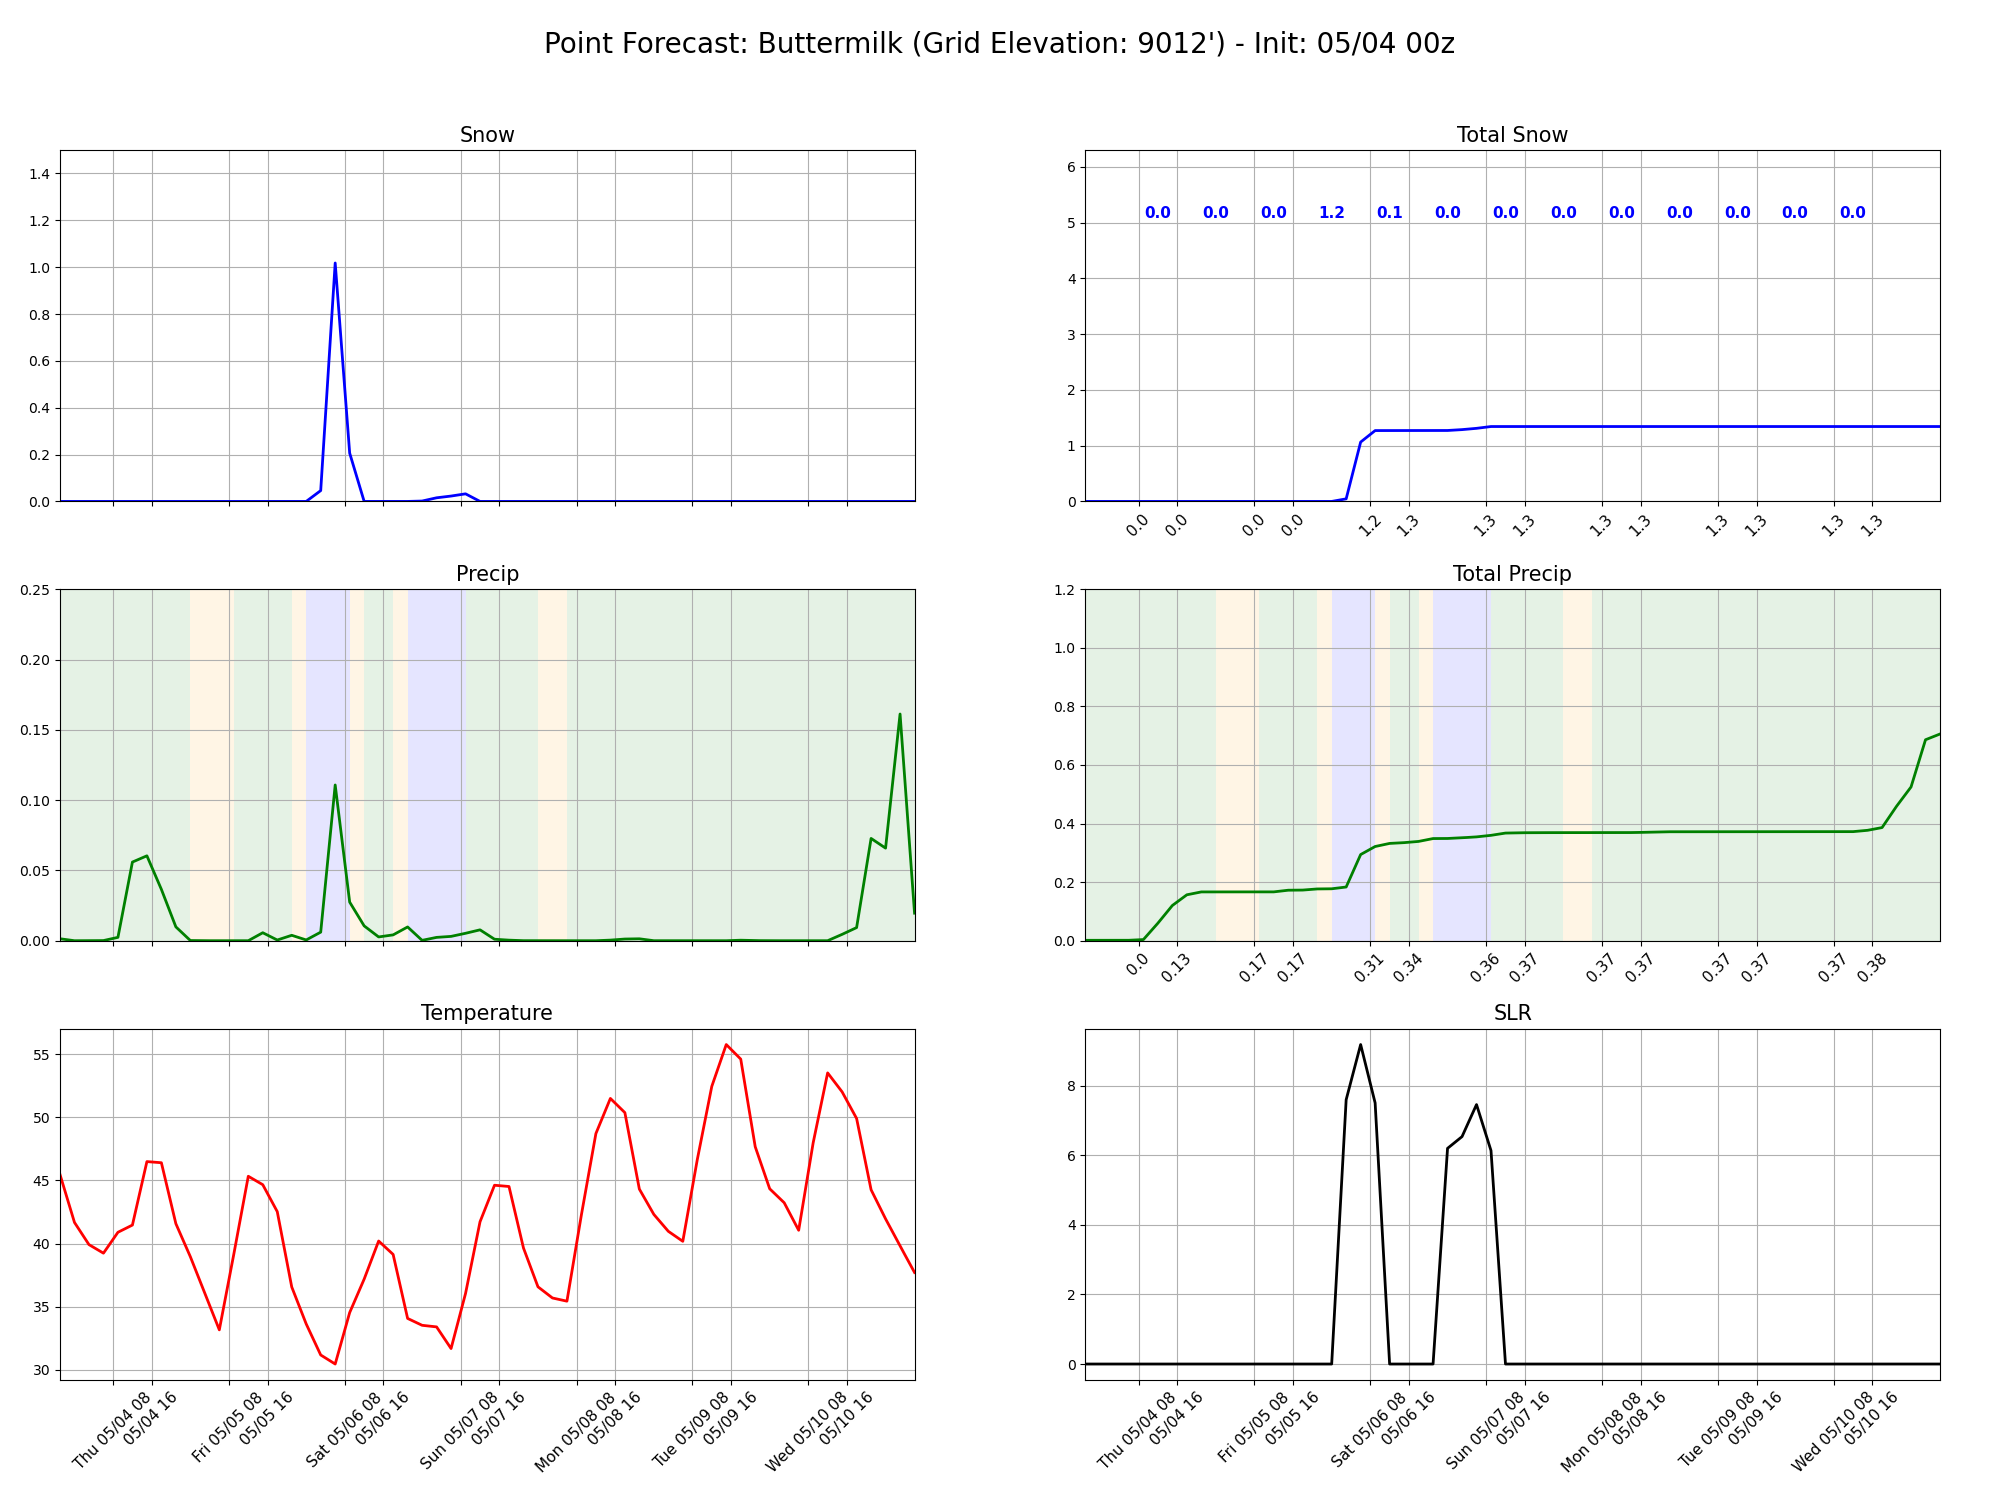 Point Forecast: Buttermilk (Grid Elevation: 9012') - Init: 05/04 00z
Snow
1.4
1.2
1.0
0.8
0.6
0.4
0.2
0.0
Total Snow
6
5
4
3
2
1
0
0.0 0.0 0.0 1.2 0.1 0.0 0.0 0.0 0.0 0.0 0.0 0.0 0.0
0.0 0.0 0.0 0.0 1.2 1.3 1.3 1.3 1.3 1.3 1.3 1.3 1.3 1.3
Precip
0.25
0.20
0.15
0.10
0.05
0.00
Total Precip
1.2
1.0
0.8
0.6
0.4
0.2
0.0
0.0 0.13 0.17 0.17 0.31 0.34 0.36 0.37 0.37 0.37 0.37 0.37 0.37 0.38
Temperature
55
50
45
40
35
30
Thu 05/04 08
05/04 16
Fri 05/05 08
05/05 16
Sat 05/06 08
05/06 16
Sun 05/07 08
05/07 16
Mon 05/08 08
05/08 16
Tue 05/09 08
05/09 16
Wed 05/10 08
05/10 16
SLR
8
6
4
2
0
Thu 05/04 08
05/04 16
Fri 05/05 08
05/05 16
Sat 05/06 08
05/06 16
Sun 05/07 08
05/07 16
Mon 05/08 08
05/08 16
Tue 05/09 08
05/09 16
Wed 05/10 08
05/10 16